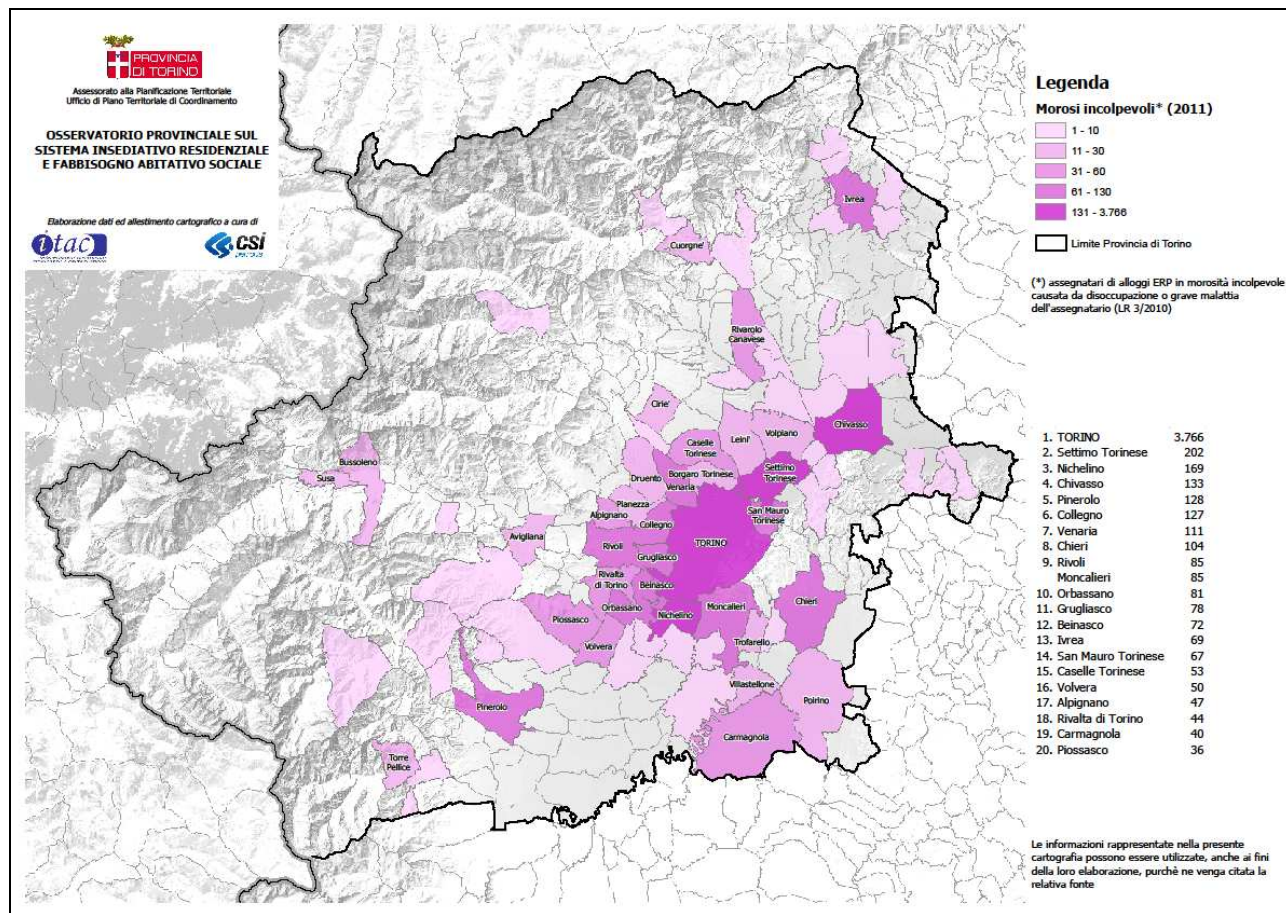 PROVINCIA
DI TORINO
Assessorato alla Pianificazione Territoriale
Ufficio di Piano Territoriale di Coordinamento
OSSERVATORIO PROVINCIALE SUL
SISTEMA INSEDIATIVO RESIDENZIALE
E FABBISOGNO ABITATIVO SOCIALE
Elaborazione dati ed allestimento cartografico a cura di
itac
CSI
Legenda
Morosi incolpevoli* (2011)
1 - 10
11 - 30
31 - 60
61 - 130
131 - 3.766
Limite Provincia di Torino
(*) assegnatari di alloggi ERP in morosità incolpevole
causata da disoccupazione o grave malattia
dell'assegnatario (LR 3/2010)
Ivrea
Cuorgne'
Rivarolo
Canavese
Cirie'
Chivasso
Leini'
Volpiano
Caselle
Torinese
Bussoleno
Susa
Druento
Borgaro Torinese
Venaria
Settimo
Torinese
Pianezza
Alpignano
San Mauro
Torinese
Collegno
Avigliana
Rivoli
TORINO
Grugliasco
Rivalta
di Torino
Beinasco
Orbassano
Moncalieri
Chieri
Piossasco
Nichelino
Volvera
Trofarello
Villastellone
Poirino
Pinerolo
Carmagnola
Torre
Pellice
1. TORINO 3.766
2. Settimo Torinese 202
3. Nichelino 169
4. Chivasso 133
5. Pinerolo 128
6. Collegno 127
7. Venaria 111
8. Chieri 104
9. Rivoli 85
Moncalieri 85
10. Orbassano 81
11. Grugliasco 78
12. Beinasco 72
13. Ivrea 69
14. San Mauro Torinese 67
15. Caselle Torinese 53
16. Volvera 50
17. Alpignano 47
18. Rivalta di Torino 44
19. Carmagnola 40
20. Piossasco 36
Le informazioni rappresentate nella presente
cartografia possono essere utilizzate, anche ai fini
della loro elaborazione, purchè ne venga citata la
relativa fonte